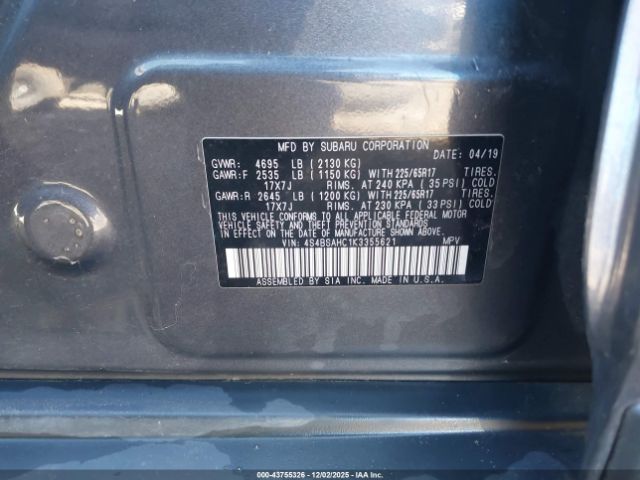 MFD BY SUBARU CORPORATION
GVWR: 4695 LB ( 2130 KG) DATE: 04/19
GAWR:F 2535 LB ( 1150 KG) WITH 225/65R17 TIRES.
17X7J RIMS. AT 240 KPA ( 35 PSI) COLD
GAWR:R 2645 LB ( 1200 KG) WITH 225/65R17 TIRES.
17X7J RIMS. AT 230 KPA ( 33 PSI) COLD
THIS VEHICLE CONFORMS TO ALL APPLICABLE FEDERAL MOTOR
VEHICLE SAFETY AND THEFT PREVENTION STANDARDS IN EFFECT
ON THE DATE OF MANUFACTURE SHOWN ABOVE.
VIN: 4S4BSAHC1K3355621 MPV
ASSEMBLED BY SIA INC. MADE IN U.S.A.
000-43755326 - 12/02/2025 - IAAI.COM